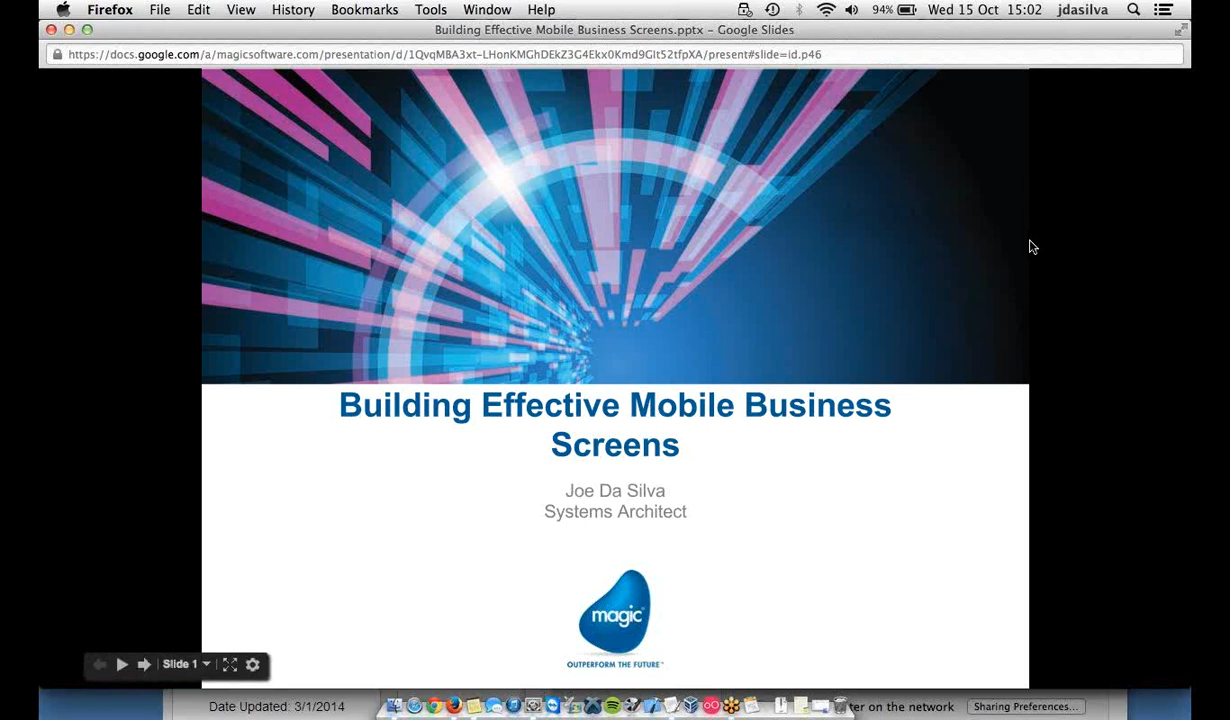 Firefox File Edit View History Bookmarks Tools Window Help 94% Wed 15 Oct 15:02 jdasilva
Building Effective Mobile Business Screens.pptx – Google Slides
https://docs.google.com/a/magicsoftware.com/presentation/d/1QvqMBA3xt-LHonKMGhDEkZ3G4Ekx0Kmd9GIt52tfpXA/present#slide=id.p46
Building Effective Mobile Business
Screens
Joe Da Silva
Systems Architect
magic
OUTPERFORM THE FUTURE™
Slide 1
Date Updated: 3/1/2014
ter on the network
Sharing Preferences...